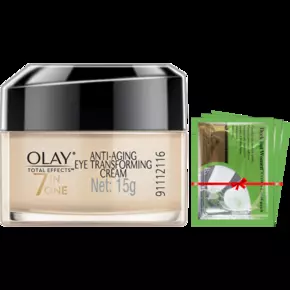 OLAY
TOTAL EFFECTS
7 IN ONE
ANTI-AGING
EYE TRANSFORMING
CREAM
Net: 15g
91112116